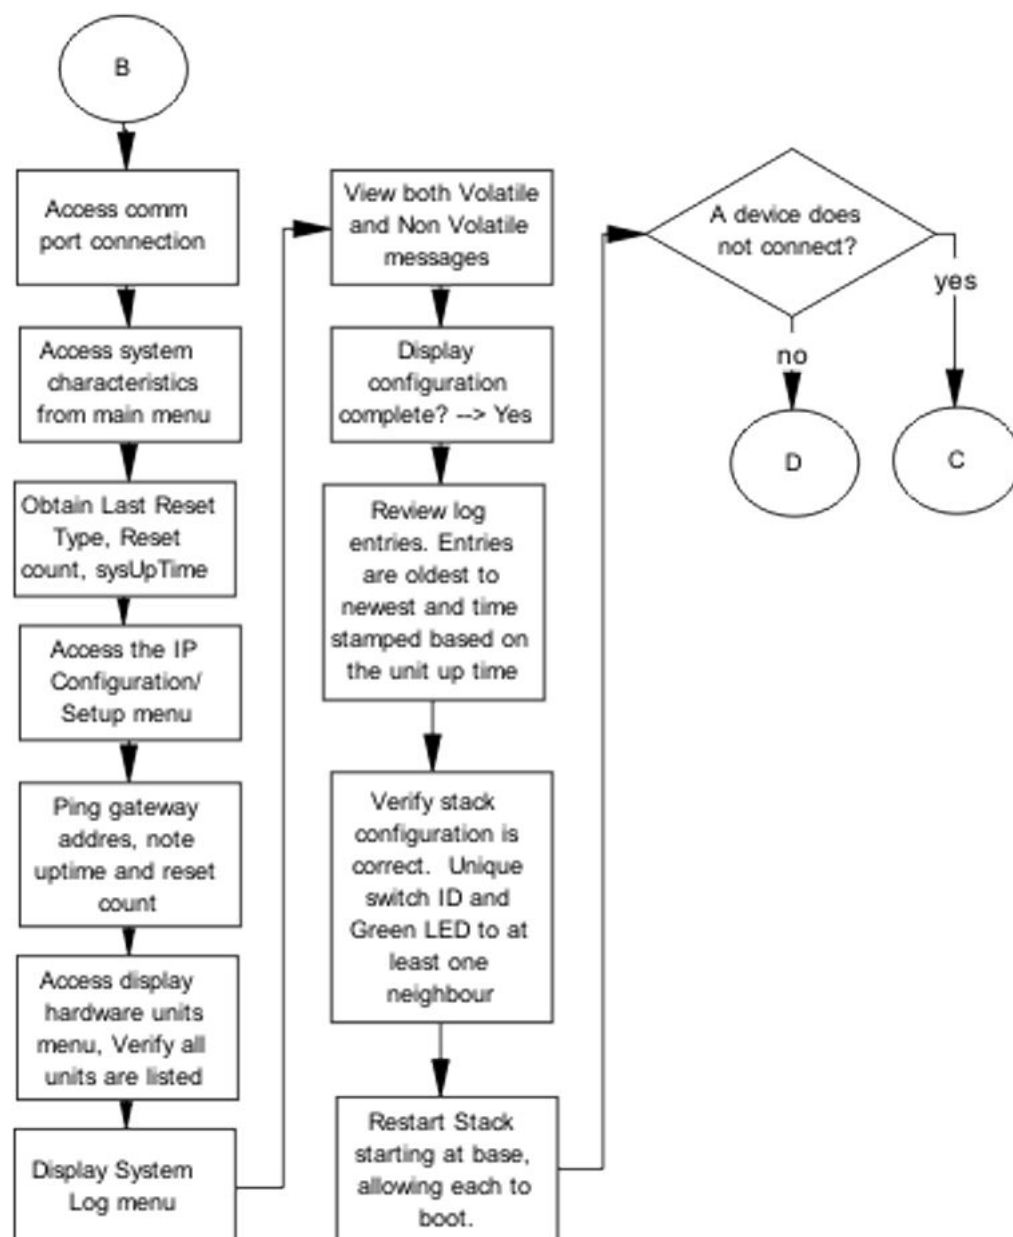 B
Access comm
port connection
Access system
characteristics
from main menu
Obtain Last Reset
Type, Reset
count, sysUpTime
Access the IP
Configuration/
Setup menu
Ping gateway
addres, note
uptime and reset
count
Access display
hardware units
menu, Verify all
units are listed
Display System
Log menu
View both Volatile
and Non Volatile
messages
Display
configuration
complete? --> Yes
Review log
entries. Entries
are oldest to
newest and time
stamped based on
the unit up time
Verify stack
configuration is
correct. Unique
switch ID and
Green LED to at
least one
neighbour
Restart Stack
starting at base,
allowing each to
boot.
A device does
not connect?
yes
no
D
C